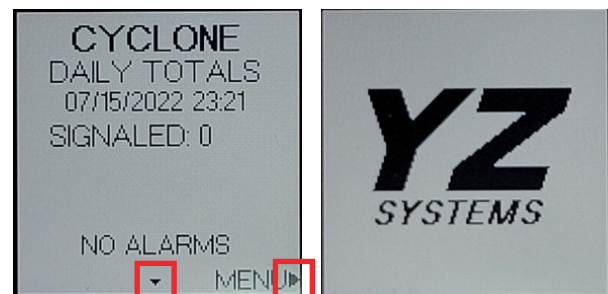 CYCLONE
DAILY TOTALS
07/15/2022 23:21
SIGNALED: 0
NO ALARMS
MENU
YZ
SYSTEMS